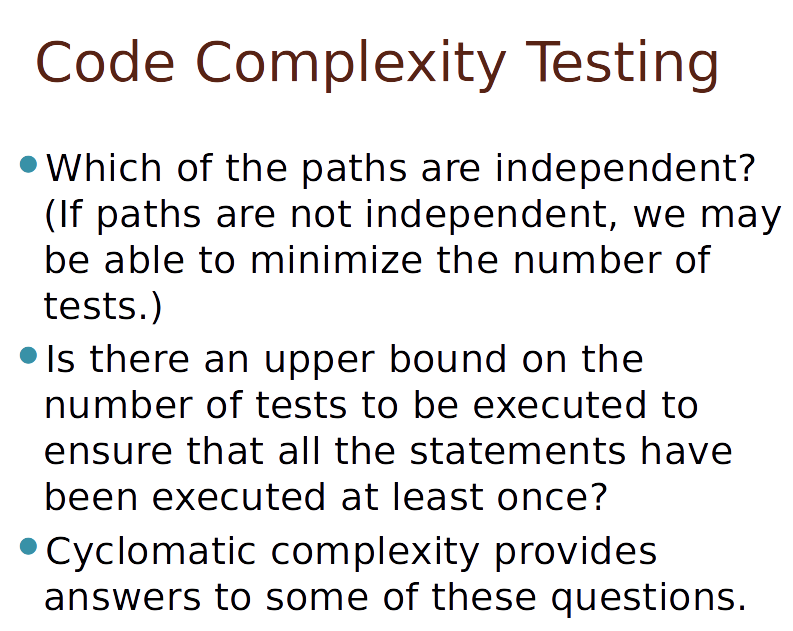 Code Complexity Testing
•Which of the paths are independent?
(If paths are not independent, we may
be able to minimize the number of
tests.)
•Is there an upper bound on the
number of tests to be executed to
ensure that all the statements have
been executed at least once?
•Cyclomatic complexity provides
answers to some of these questions.